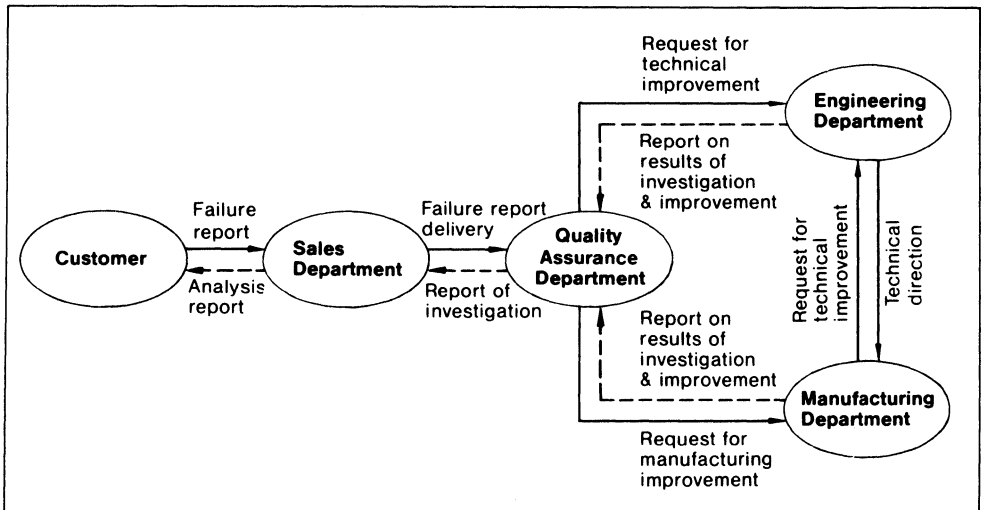 Request for
technical
improvement
Engineering
Department
Report on
results of
investigation
& improvement
Failure
report
Failure report
delivery
Customer
Sales
Department
Quality
Assurance
Department
Analysis
report
Report of
investigation
Request for
technical
improvement
Technical
direction
Report on
results of
investigation
& improvement
Manufacturing
Department
Request for
manufacturing
improvement